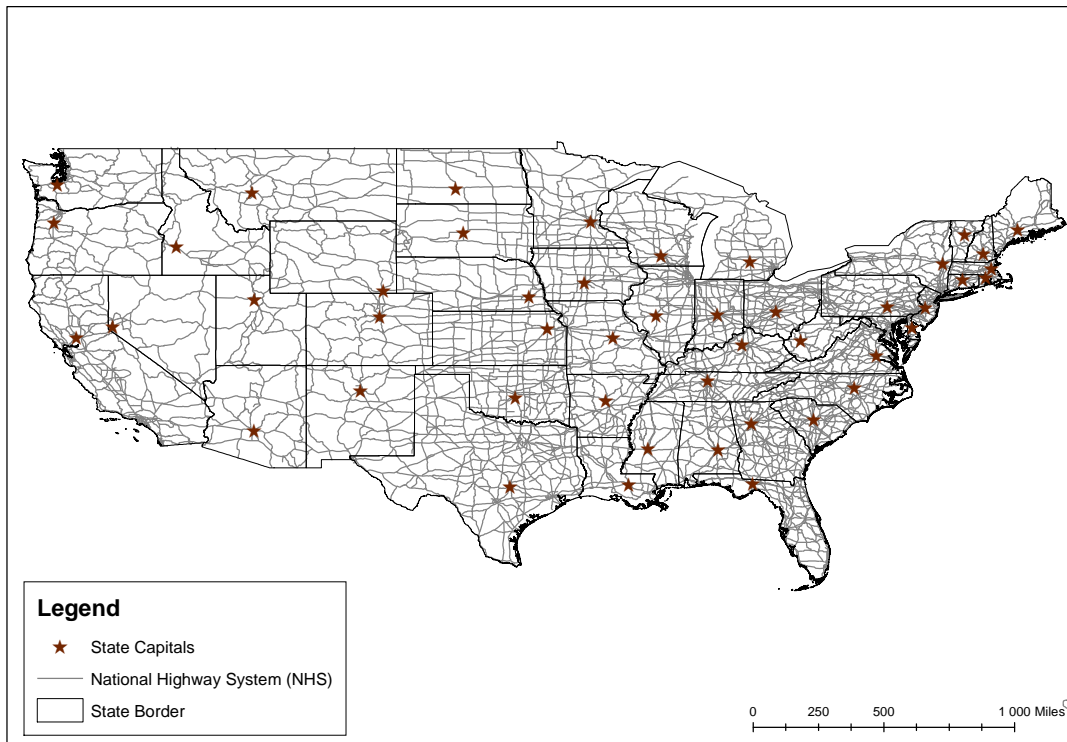 Legend
State Capitals
National Highway System (NHS)
State Border
0 250 500 1 000 Miles